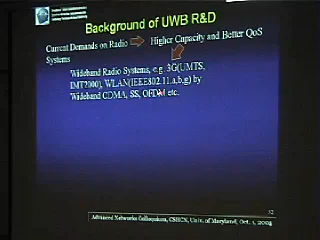 Background of UWB R&D
Current Demands on Radio Higher Capacity and Better QoS
Systems
Wideband Radio Systems, e.g. 3G(UMTS,
IMT2000), WLAN(IEEE802.11.a,b,g) by
Wideband CDMA, SS, OFDM etc.
32
Advanced Networks Colloquium, CSHCN, Univ. of Maryland, Oct. 1, 2004